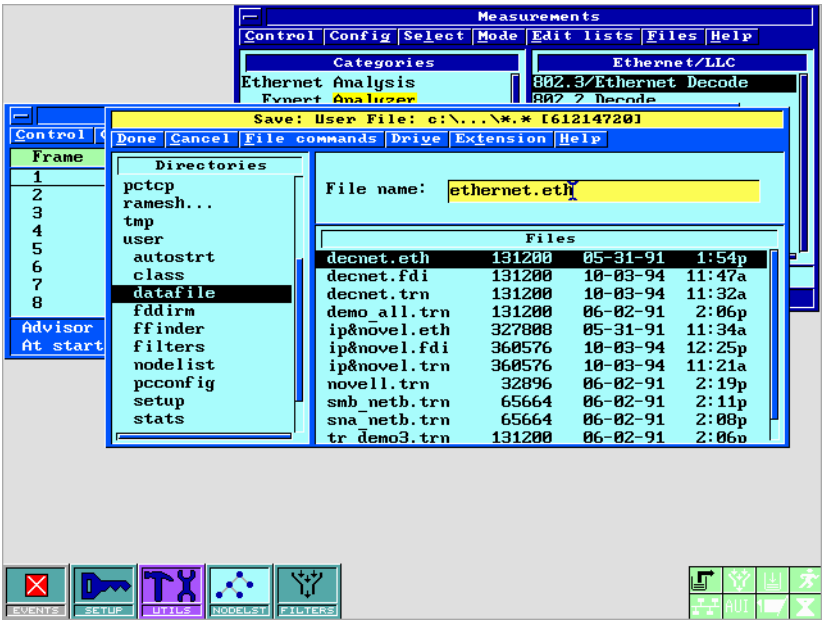 Measurements
Control Config Select Mode Edit lists Files Help
Categories
Ethernet/LLC
Ethernet Analysis
802.3/Ethernet Decode
Expert Analyzer
802.2 Decode
Save: User File: c:\...\*.* [61214720]
Control
Done Cancel File commands Drive Extension Help
Frame
1
2
3
4
5
6
7
8
Advisor
At start
Directories
pctcp
ramesh...
tmp
user
autostrt
class
datafile
fddirm
ffinder
filters
nodelist
pcconfig
setup
stats
File name: ethernet.eth
Files
decnet.eth 131200 05-31-91 1:54p
decnet.fdi 131200 10-03-94 11:47a
decnet.trn 131200 10-03-94 11:32a
demo_all.trn 131200 06-02-91 2:06p
ip&novel.eth 327808 05-31-91 11:34a
ip&novel.fdi 360576 10-03-94 12:25p
ip&novel.trn 360576 10-03-94 11:21a
novell.trn 32896 06-02-91 2:19p
smb_netb.trn 65664 06-02-91 2:11p
sna_netb.trn 65664 06-02-91 2:08p
tr_demo3.trn 131200 06-02-91 2:06p
EVENTS
SETUP
UTILS
NODELST
FILTERS
AUI